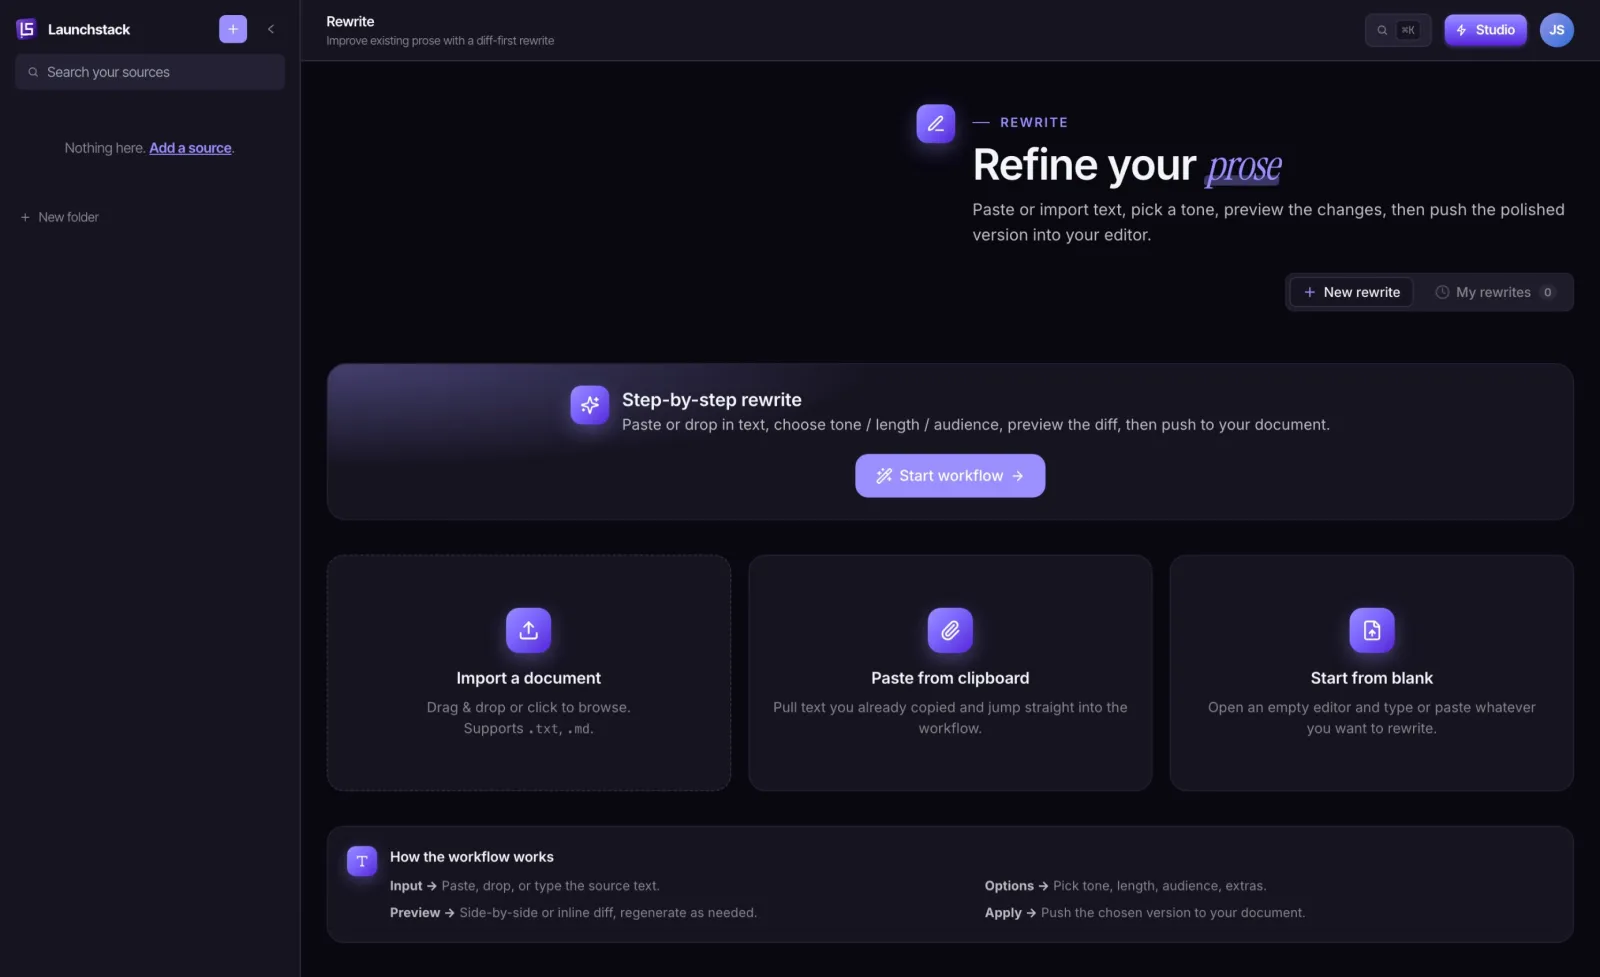 Launchstack
Search your sources
Nothing here. Add a source.
New folder
Rewrite
Improve existing prose with a diff-first rewrite
⌘K
Studio
JS
REWRITE
Refine your prose
Paste or import text, pick a tone, preview the changes, then push the polished
version into your editor.
New rewrite
My rewrites 0
Step-by-step rewrite
Paste or drop in text, choose tone / length / audience, preview the diff, then push to your document.
Start workflow →
Import a document
Drag & drop or click to browse.
Supports .txt, .md.
Paste from clipboard
Pull text you already copied and jump straight into the
workflow.
Start from blank
Open an empty editor and type or paste whatever
you want to rewrite.
T
How the workflow works
Input → Paste, drop, or type the source text.
Options → Pick tone, length, audience, extras.
Preview → Side-by-side or inline diff, regenerate as needed.
Apply → Push the chosen version to your document.